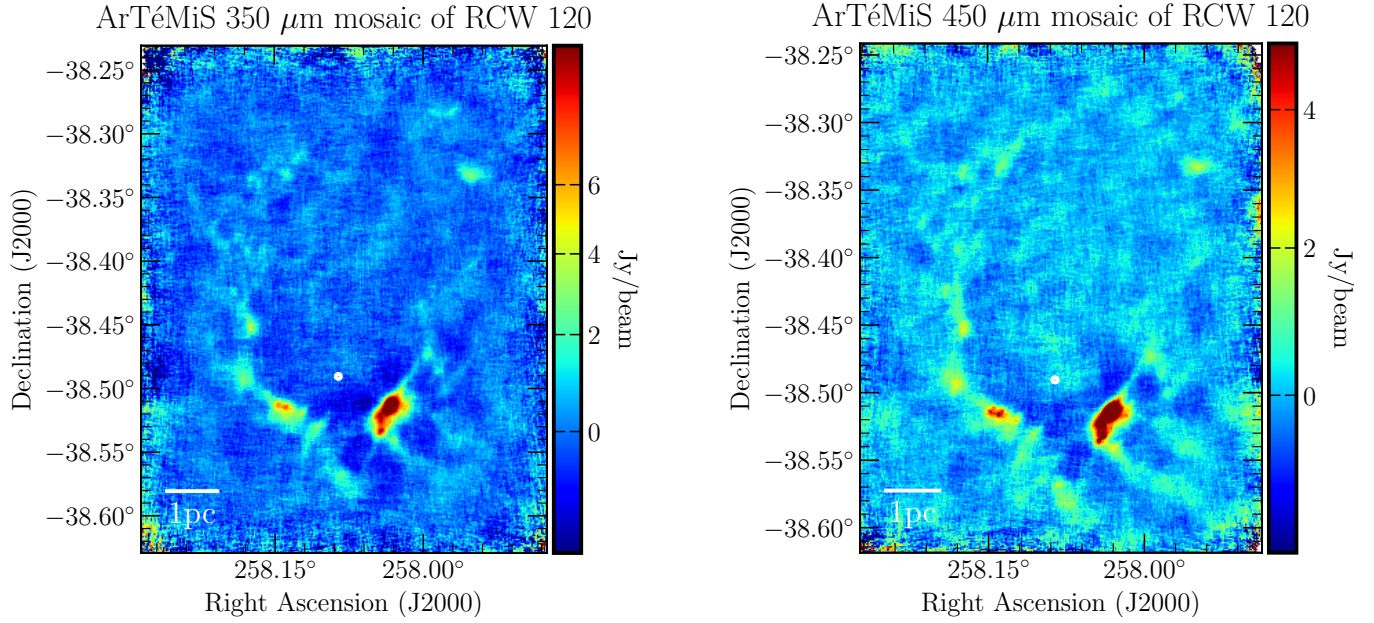 ArTéMiS 350 μm mosaic of RCW 120
−38.25°
−38.30°
−38.35°
−38.40°
−38.45°
−38.50°
−38.55°
−38.60°
Declination (J2000)
1pc
258.15°
258.00°
Right Ascension (J2000)
6
4
2
0
Jy/beam
ArTéMiS 450 μm mosaic of RCW 120
−38.25°
−38.30°
−38.35°
−38.40°
−38.45°
−38.50°
−38.55°
−38.60°
Declination (J2000)
1pc
258.15°
258.00°
Right Ascension (J2000)
4
2
0
Jy/beam